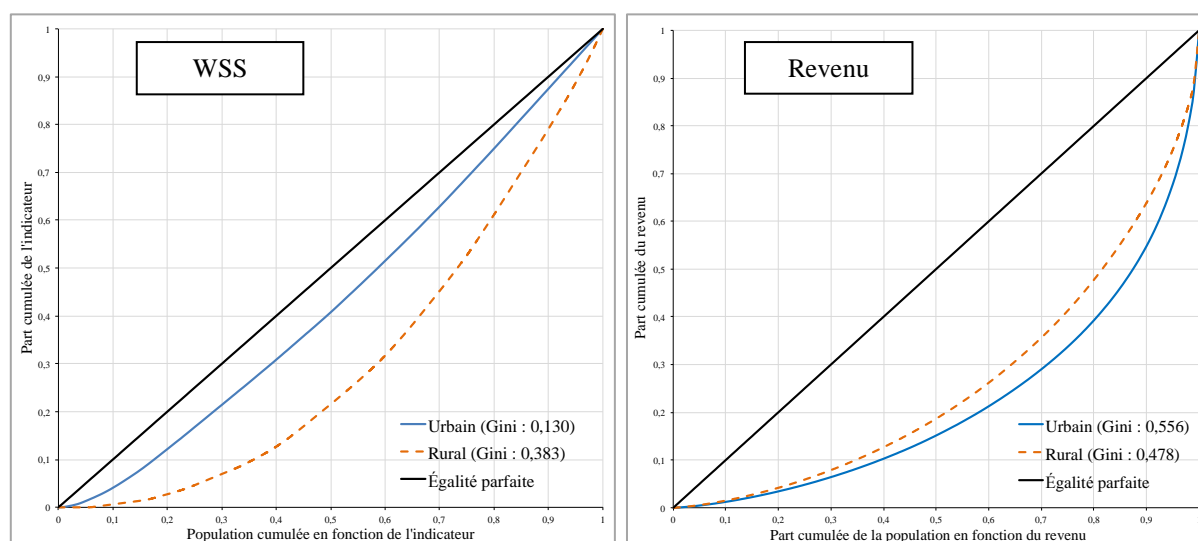 WSS
Part cumulée de l'indicateur
1
0,9
0,8
0,7
0,6
0,5
0,4
0,3
0,2
0,1
0
0 0,1 0,2 0,3 0,4 0,5 0,6 0,7 0,8 0,9 1
Population cumulée en fonction de l'indicateur
Urbain (Gini : 0,130)
Rural (Gini : 0,383)
Égalité parfaite
Revenu
Part cumulée du revenu
1
0,9
0,8
0,7
0,6
0,5
0,4
0,3
0,2
0,1
0
0 0,1 0,2 0,3 0,4 0,5 0,6 0,7 0,8 0,9
Part cumulée de la population en fonction du revenu
Urbain (Gini : 0,556)
Rural (Gini : 0,478)
Égalité parfaite